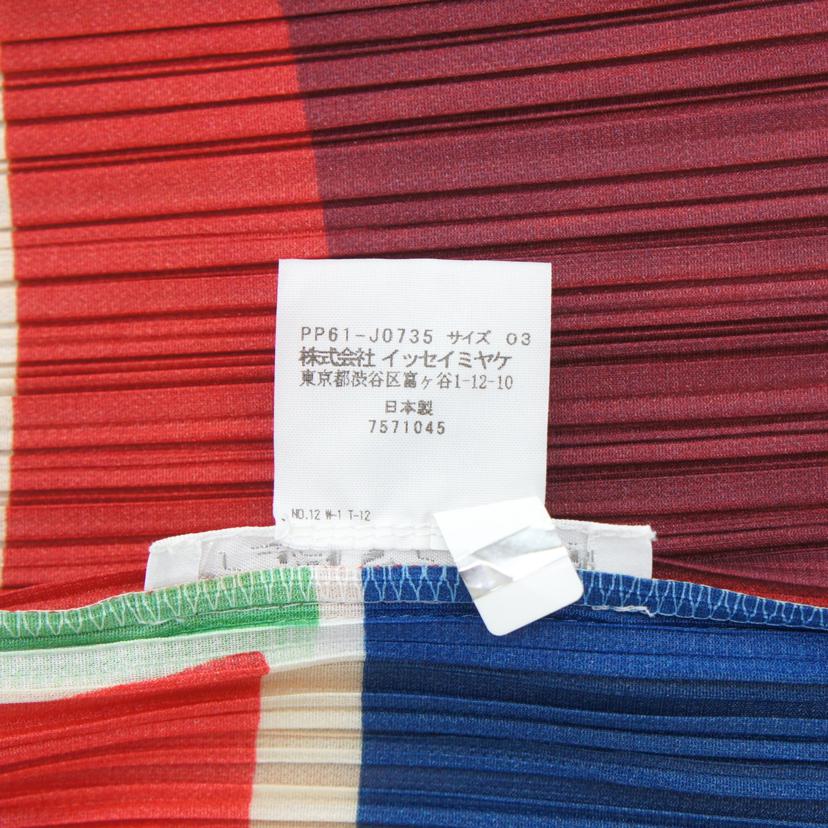 PP61-J0735 サイズ 03
株式会社 イッセイミヤケ
東京都渋谷区富ヶ谷1-12-10
日本製
7571045
NO.12 W-1 T-12